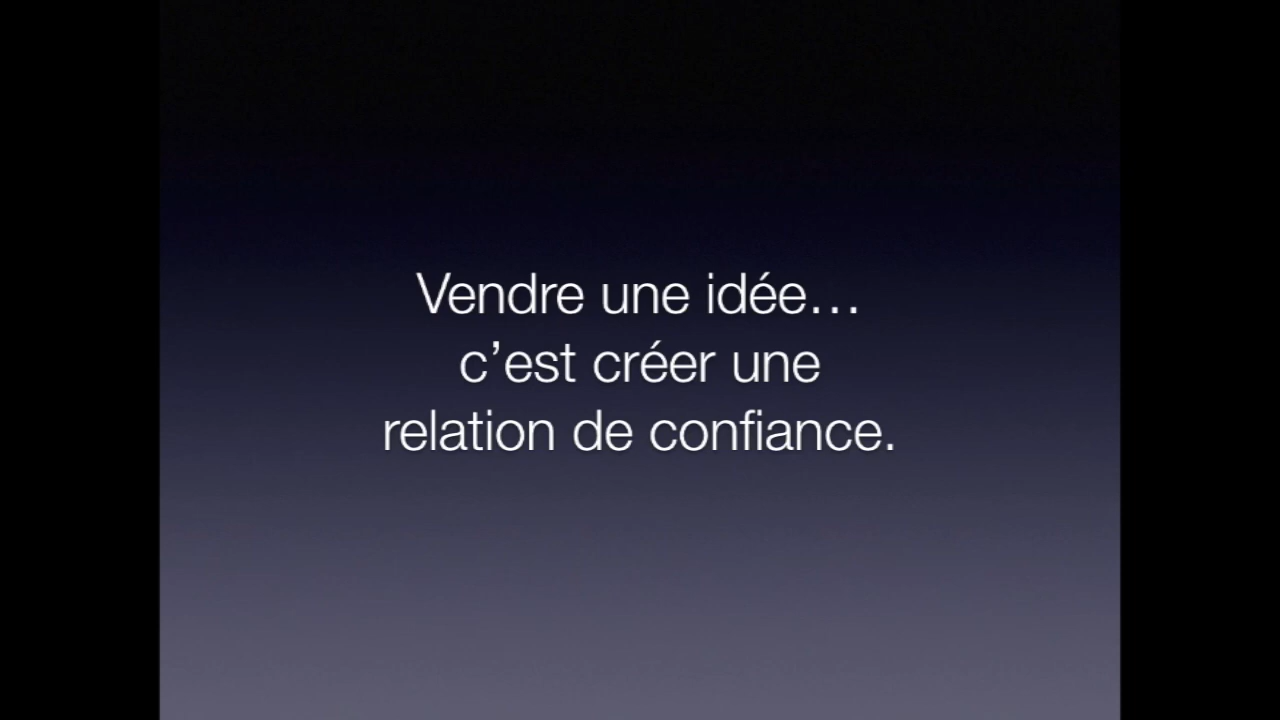 Vendre une idée…
c’est créer une
relation de confiance.